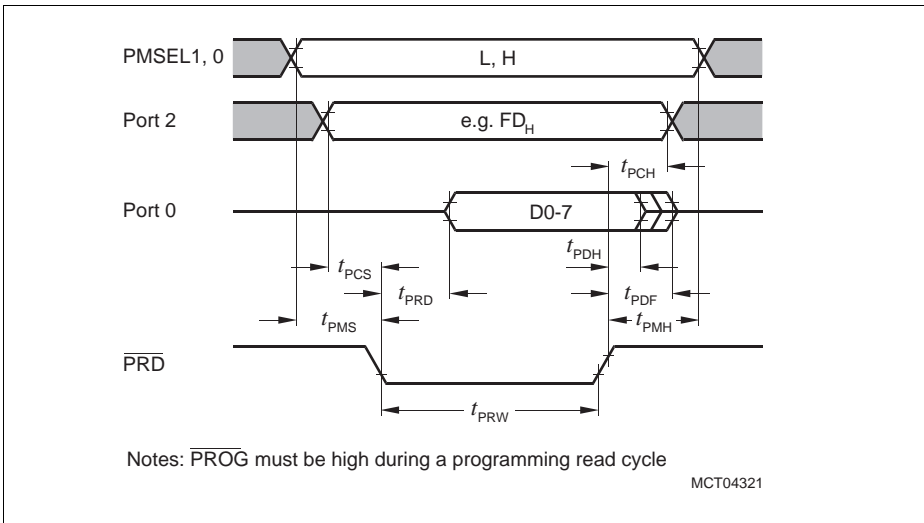 PMSEL1, 0
L, H
Port 2
e.g. FDH
tPCH
Port 0
D0-7
tPDH
tPCS
tPRD
tPDF
tPMS
tPMH
PRD
tPRW
Notes: PROG must be high during a programming read cycle
MCT04321